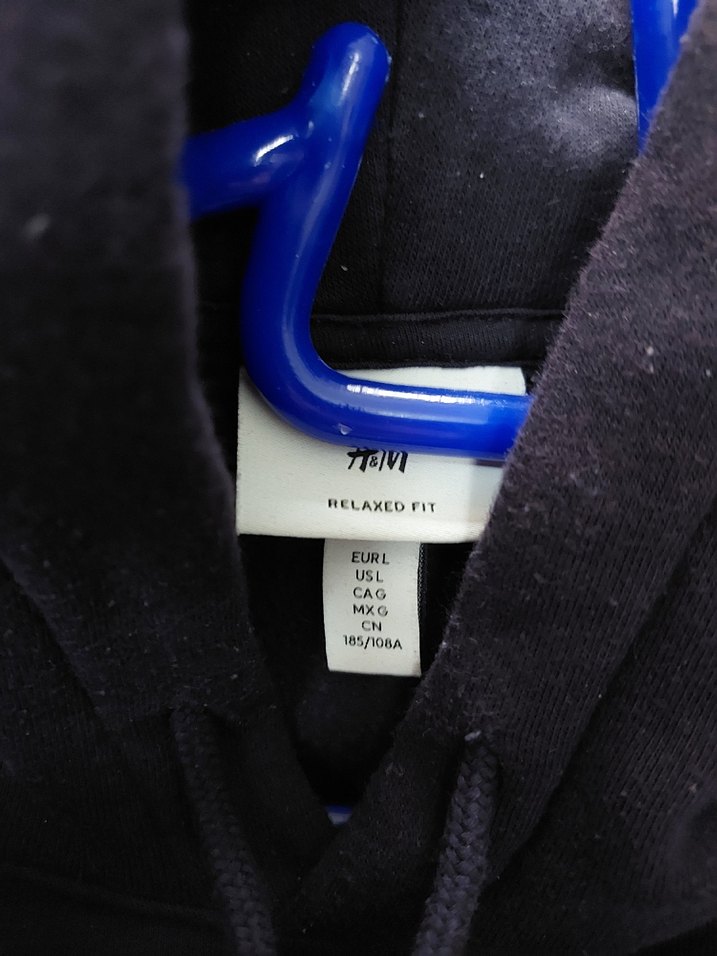 H&M
RELAXED FIT
EUR L
US L
CA G
MX G
CN
185/108A